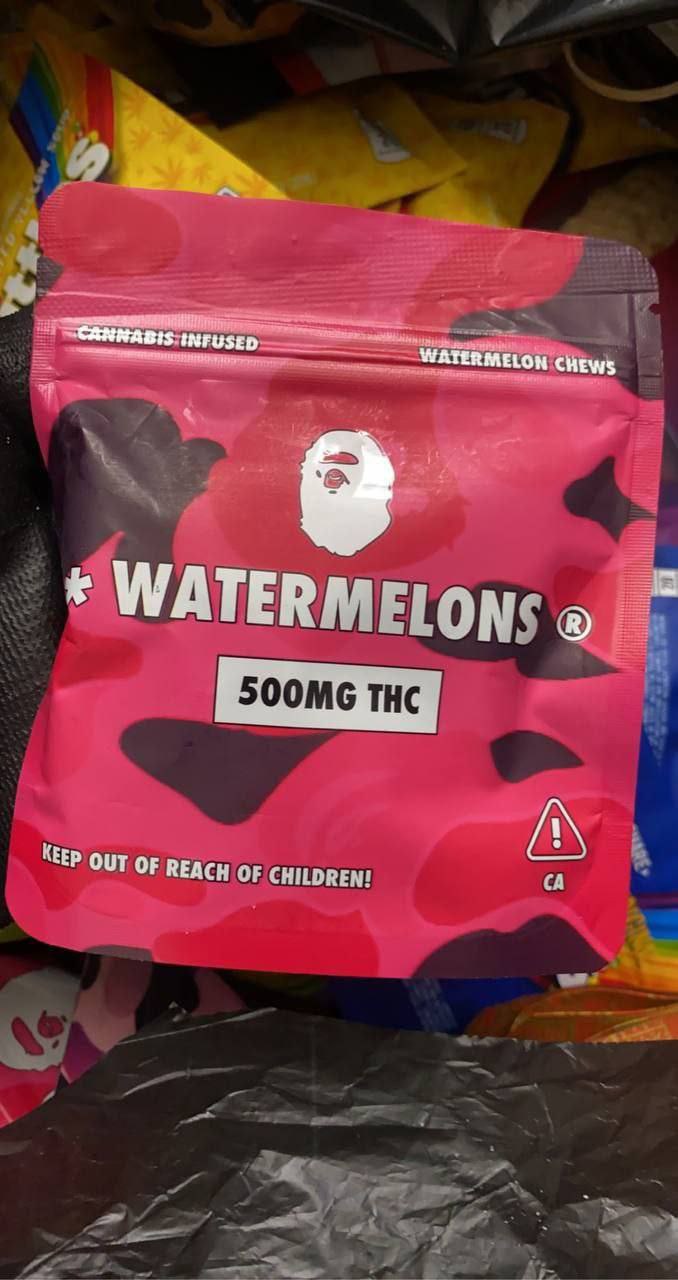 CANNABIS INFUSED
WATERMELON CHEWS
* WATERMELONS ®
500MG THC
KEEP OUT OF REACH OF CHILDREN!
!
CA